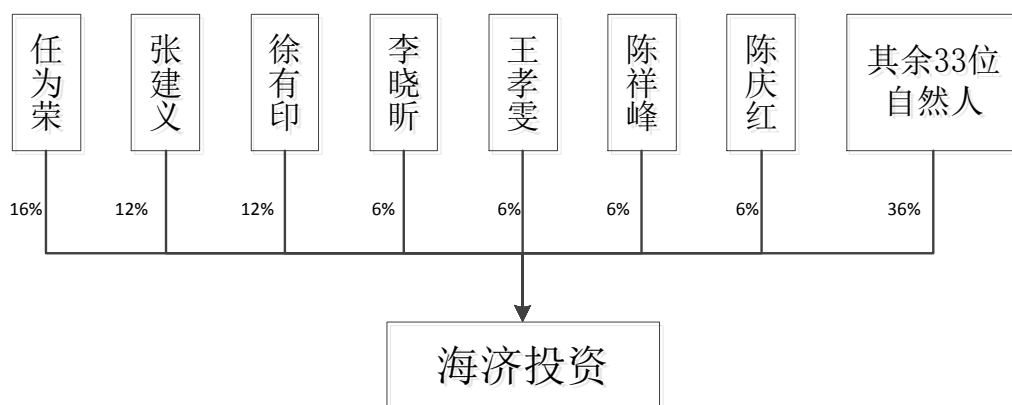 任为荣
张建义
徐有印
李晓昕
王孝雯
陈祥峰
陈庆红
其余33位
自然人
16%
12%
12%
6%
6%
6%
6%
36%
海济投资